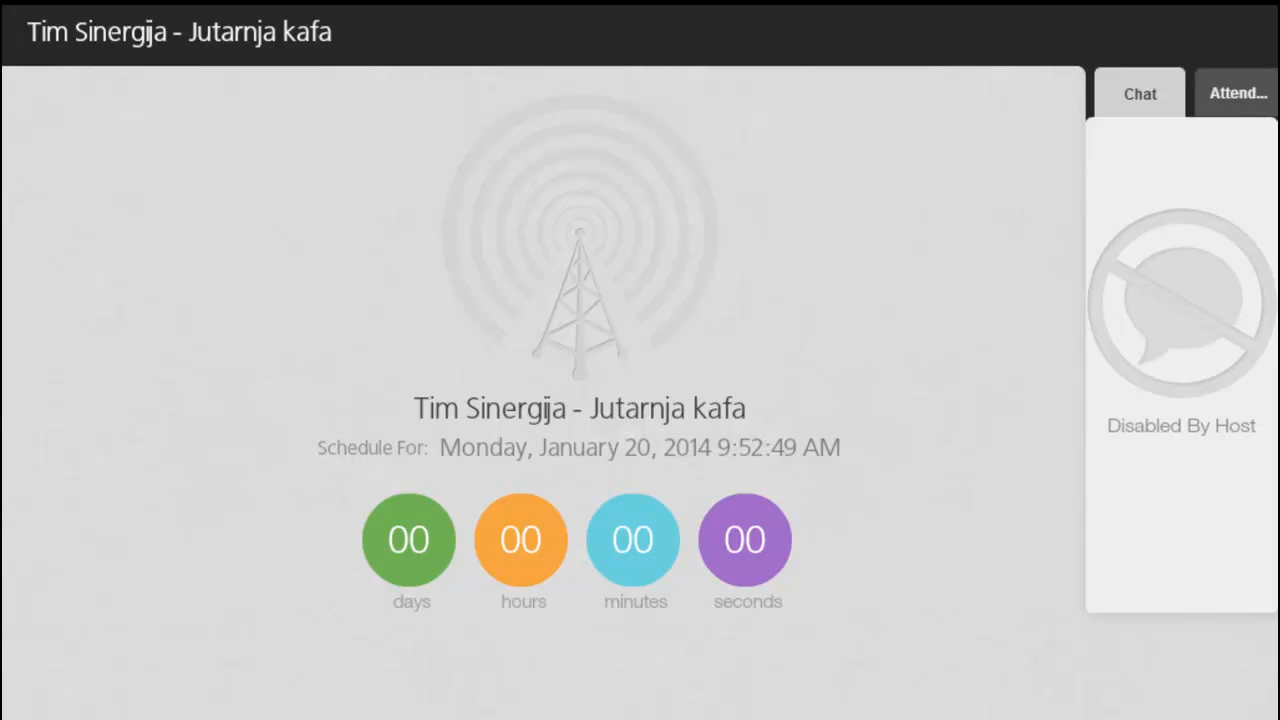 Tim Sinergija - Jutarnja kafa
Chat
Attend...
Tim Sinergija - Jutarnja kafa
Schedule For: Monday, January 20, 2014 9:52:49 AM
Disabled By Host
00 00 00 00
days hours minutes seconds